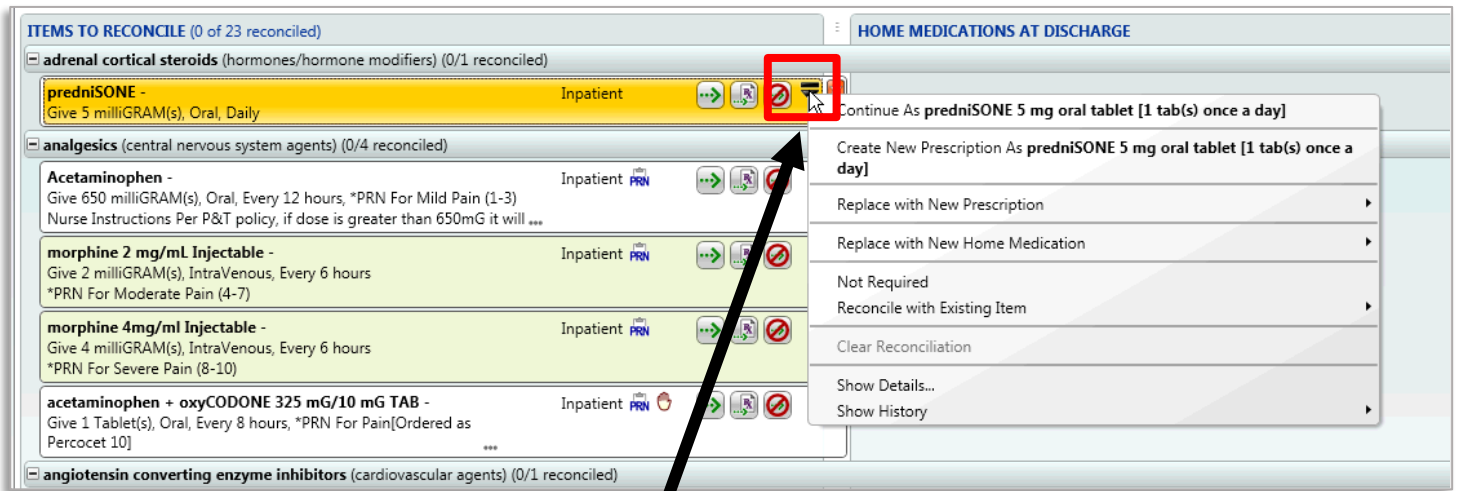 ITEMS TO RECONCILE (0 of 23 reconciled)
HOME MEDICATIONS AT DISCHARGE
adrenal cortical steroids (hormones/hormone modifiers) (0/1 reconciled)
predniSONE -
Inpatient
Give 5 milliGRAM(s), Oral, Daily
analgesics (central nervous system agents) (0/4 reconciled)
Acetaminophen -
Inpatient PRN
Give 650 milliGRAM(s), Oral, Every 12 hours, *PRN For Mild Pain (1-3)
Nurse Instructions Per P&T policy, if dose is greater than 650mG it will ...
morphine 2 mg/mL Injectable -
Inpatient PRN
Give 2 milliGRAM(s), IntraVenous, Every 6 hours
*PRN For Moderate Pain (4-7)
morphine 4mg/ml Injectable -
Inpatient PRN
Give 4 milliGRAM(s), IntraVenous, Every 6 hours
*PRN For Severe Pain (8-10)
acetaminophen + oxyCODONE 325 mG/10 mG TAB -
Inpatient PRN
Give 1 Tablet(s), Oral, Every 8 hours, *PRN For Pain[Ordered as
Percocet 10] ...
angiotensin converting enzyme inhibitors (cardiovascular agents) (0/1 reconciled)
Continue As predniSONE 5 mg oral tablet [1 tab(s) once a day]
Create New Prescription As predniSONE 5 mg oral tablet [1 tab(s) once a
day]
Replace with New Prescription
Replace with New Home Medication
Not Required
Reconcile with Existing Item
Clear Reconciliation
Show Details...
Show History